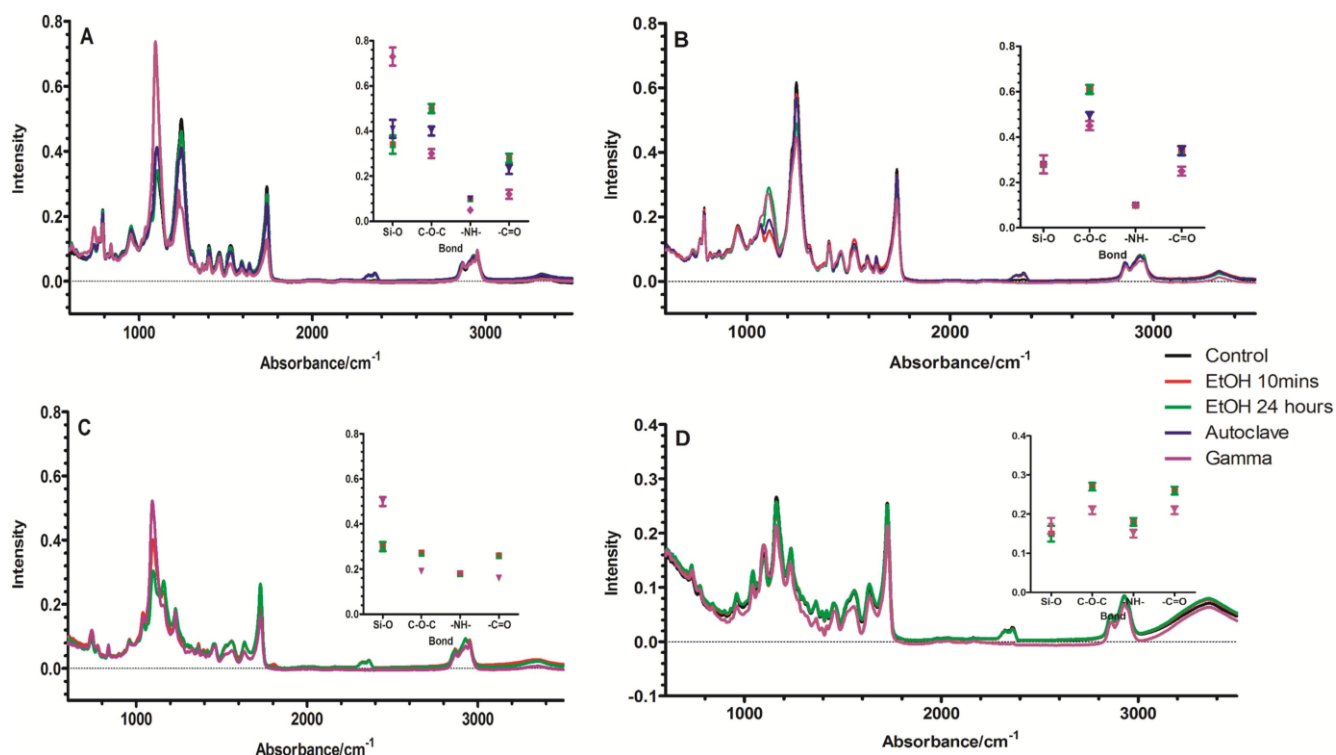 A
0.8
0.6
0.4
0.2
0.0
Intensity
1000 2000 3000
Absorbance/cm-1
0.8
0.6
0.4
0.2
0.0
Intensity
Si-O C-O-C -NH- -C=O
Bond
B
0.8
0.6
0.4
0.2
0.0
Intensity
1000 2000 3000
Absorbance/cm-1
0.8
0.6
0.4
0.2
0.0
Si-O C-O-C -NH- -C=O
Bond
Control
EtOH 10mins
EtOH 24 hours
Autoclave
Gamma
C
0.8
0.6
0.4
0.2
0.0
Intensity
1000 2000 3000
Absorbance/cm-1
0.8
0.6
0.4
0.2
0.0
Si-O C-O-C -NH- -C=O
Bond
D
0.4
0.3
0.2
0.1
0.0
-0.1
Intensity
1000 2000 3000
Absorbance/cm-1
0.4
0.3
0.2
0.1
0.0
Si-O C-O-C -NH- -C=O
Bond